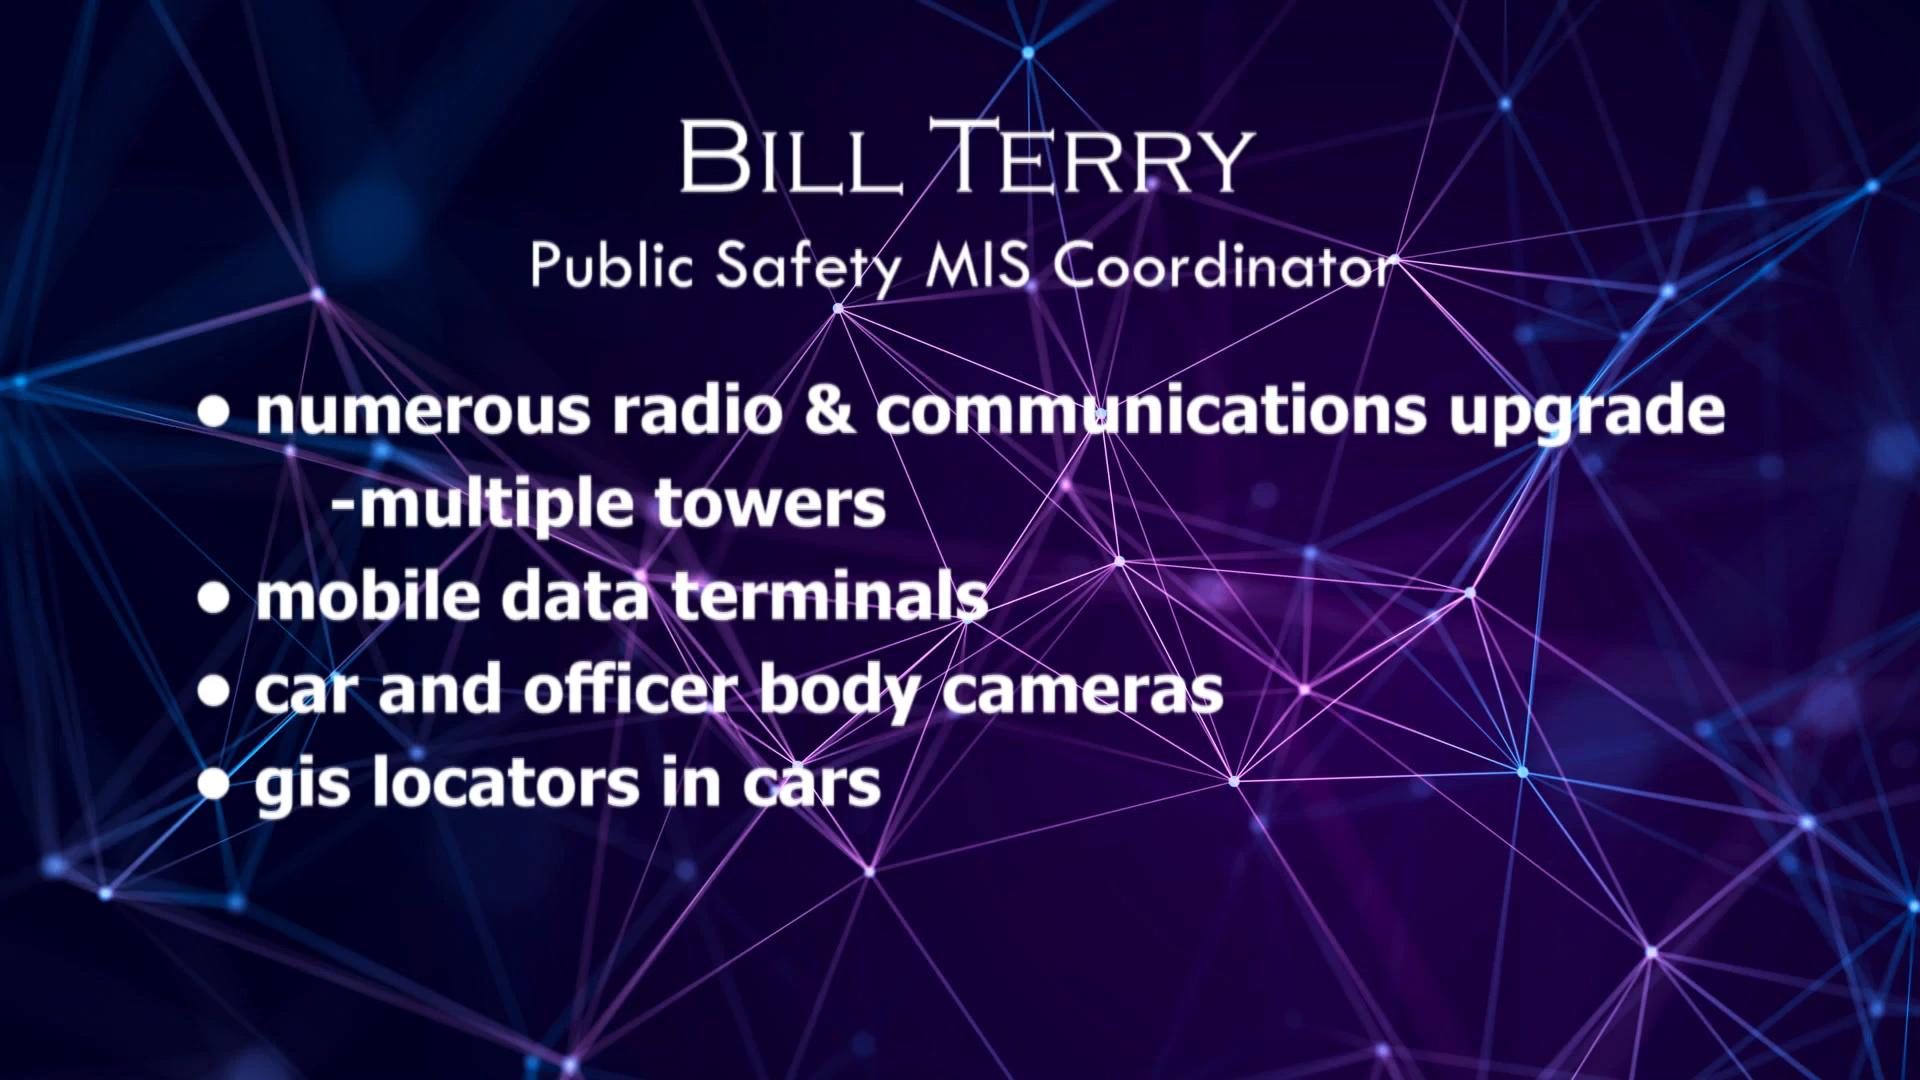 Bill Terry
Public Safety MIS Coordinator
● numerous radio & communications upgrade
-multiple towers
● mobile data terminals
● car and officer body cameras
● gis locators in cars